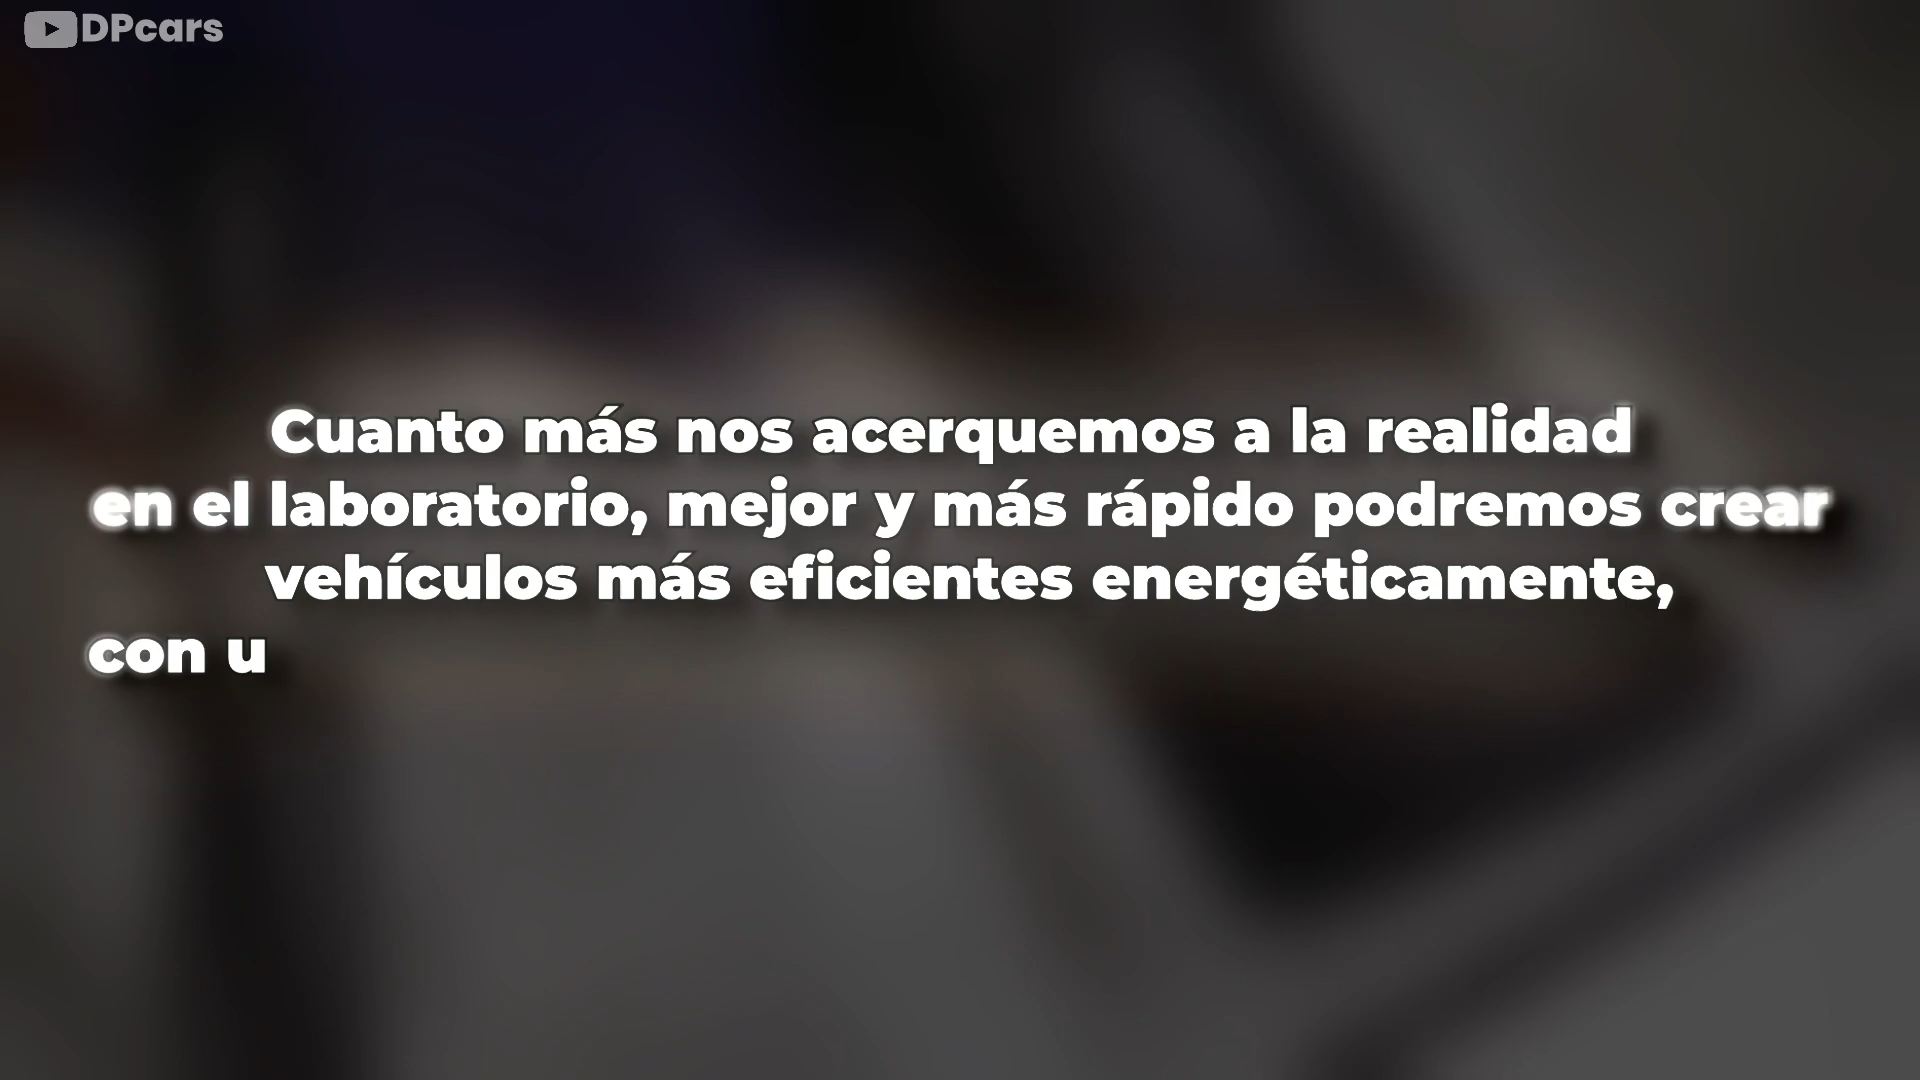 DPcars
Cuanto más nos acerquemos a la realidad
en el laboratorio, mejor y más rápido podremos crear
vehículos más eficientes energéticamente,
con u